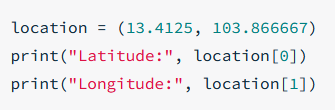 location = (13.4125, 103.866667)
print("Latitude:", location[0])
print("Longitude:", location[1])